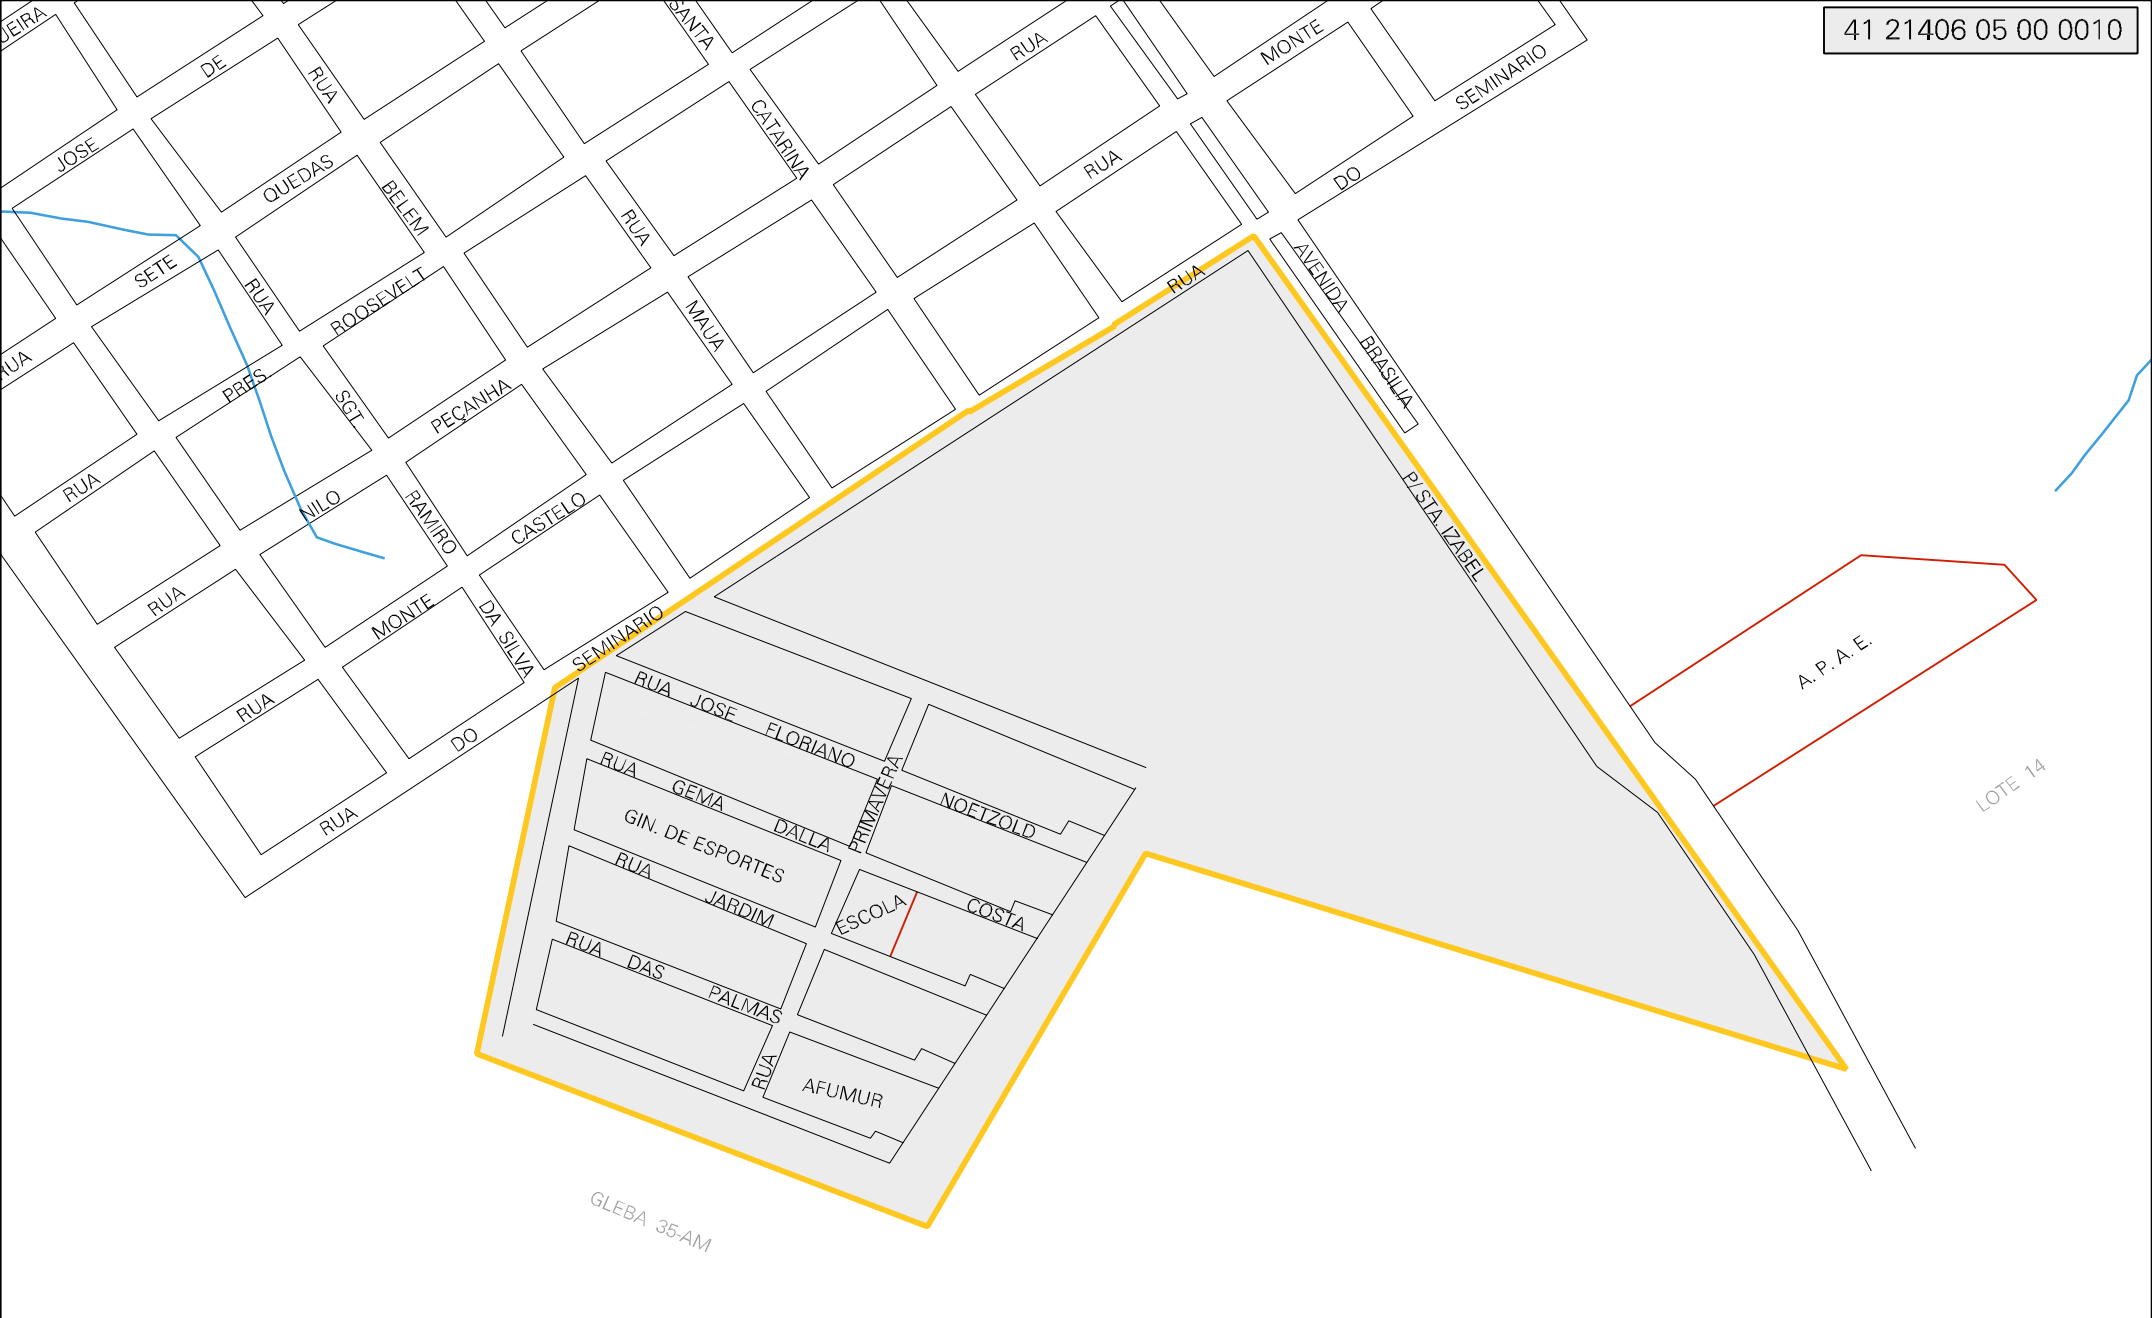 41 21406 05 00 0010
UEIRA
DE
RUA
SANTA
RUA
MONTE
SEMINARIO
JOSE
QUEDAS
BELEM
CATARINA
RUA
DO
SETE
RUA
ROOSEVELT
RUA
MAUA
RUA
AVENIDA
BRASILIA
RUA
PRES
SGT
PEÇANHA
RUA
NILO
RAMIRO
CASTELO
P/ STA. IZABEL
RUA
MONTE
DA SILVA
SEMINARIO
RUA
DO
RUA
RUA JOSE FLORIANO
NOETZOLD
PRIMAVERA
RUA GEMA DALLA
COSTA
GIN. DE ESPORTES
ESCOLA
RUA JARDIM
RUA DAS PALMAS
RUA
AFUMUR
A. P. A. E.
LOTE 14
GLEBA 35-AM